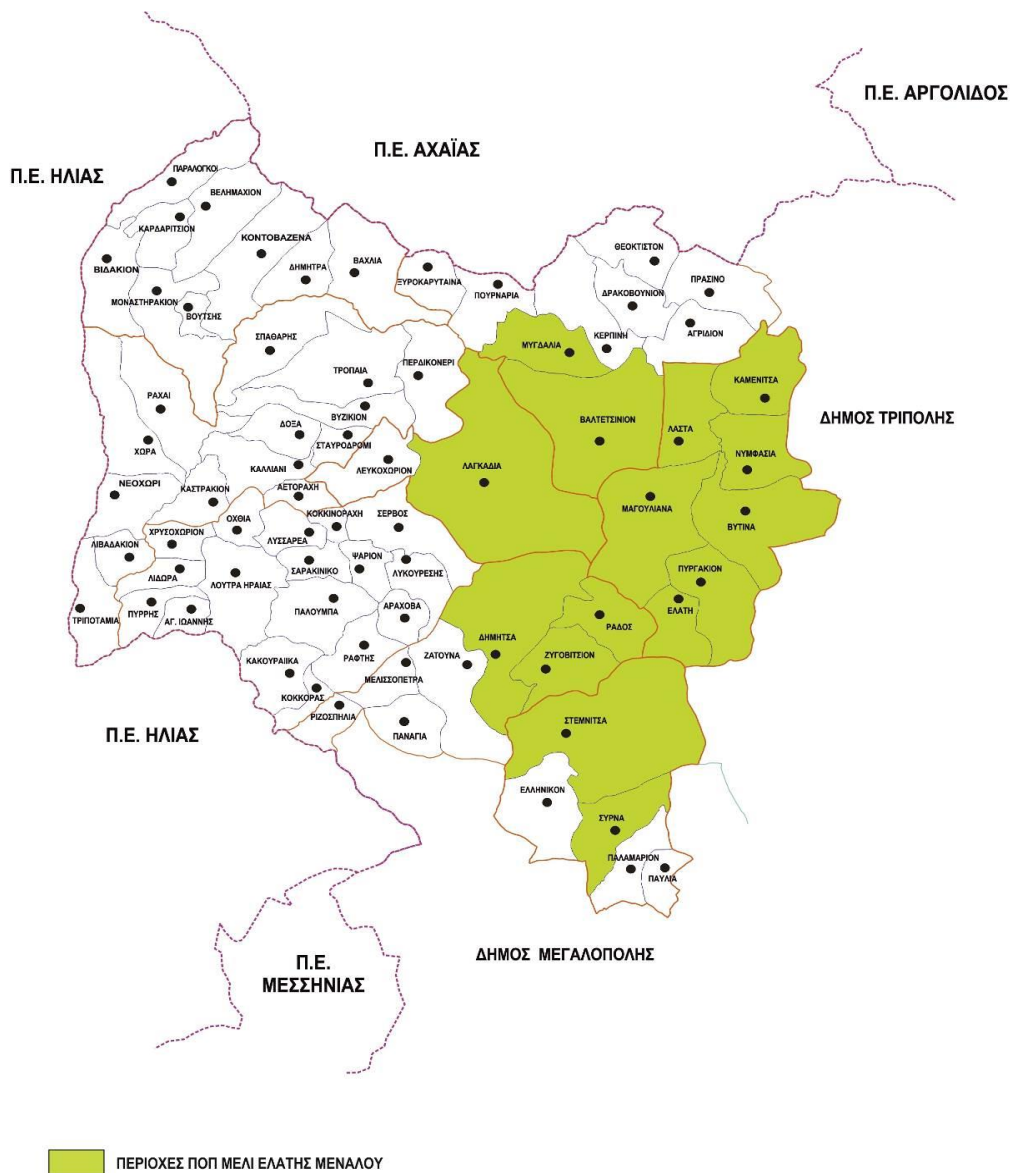 Π.Ε. ΑΡΓΟΛΙΔΟΣ
Π.Ε. ΑΧΑΪΑΣ
Π.Ε. ΗΛΙΑΣ
ΠΑΡΑΛΟΓΚΟΙ
ΒΕΛΗΜΑΧΙΟΝ
ΚΑΡΔΑΡΙΤΣΙΟΝ
ΚΟΝΤΟΒΑΖΕΝΑ
ΒΙΔΑΚΙΟΝ
ΔΗΜΗΤΡΑ
ΒΑΧΛΙΑ
ΞΥΡΟΚΑΡΥΤΑΙΝΑ
ΠΟΥΡΝΑΡΙΑ
ΘΕΟΚΤΙΣΤΟΝ
ΠΡΑΣΙΝΟ
ΔΡΑΚΟΒΟΥΝΙΟΝ
ΜΟΝΑΣΤΗΡΑΚΙΟΝ
ΒΟΥΤΣΗΣ
ΑΓΡΙΔΙΟΝ
ΚΕΡΠΙΝΗ
ΣΠΑΘΑΡΗΣ
ΜΥΓΔΑΛΙΑ
ΠΕΡΔΙΚΟΝΕΡΙ
ΤΡΟΠΑΙΑ
ΚΑΜΕΝΙΤΣΑ
ΡΑΧΑΙ
ΒΥΖΙΚΙΟΝ
ΒΑΛΤΕΤΣΙΝΙΟΝ
ΔΗΜΟΣ ΤΡΙΠΟΛΗΣ
ΔΟΞΑ
ΣΤΑΥΡΟΔΡΟΜΙ
ΛΑΣΤΑ
ΧΩΡΑ
ΝΥΜΦΑΣΙΑ
ΛΑΓΚΑΔΙΑ
ΚΑΛΛΙΑΝΙ
ΛΕΥΚΟΧΩΡΙΟΝ
ΝΕΟΧΩΡΙ
ΚΑΣΤΡΑΚΙΟΝ
ΑΕΤΟΡΑΧΗ
ΜΑΓΟΥΛΙΑΝΑ
ΒΥΤΙΝΑ
ΟΧΘΙΑ
ΚΟΚΚΙΝΟΡΑΧΗ
ΣΕΡΒΟΣ
ΧΡΥΣΟΧΩΡΙΟΝ
ΛΥΣΣΑΡΕΑ
ΛΙΒΑΔΑΚΙΟΝ
ΨΑΡΙΟΝ
ΛΙΔΩΡΑ
ΛΟΥΤΡΑ ΗΡΑΙΑΣ
ΣΑΡΑΚΙΝΙΚΟ
ΛΥΚΟΥΡΕΣΗΣ
ΠΥΡΓΑΚΙΟΝ
ΕΛΑΤΗ
ΤΡΙΠΟΤΑΜΙΑ
ΠΥΡΡΗΣ
ΑΓ. ΙΩΑΝΝΗΣ
ΠΑΛΟΥΜΠΑ
ΑΡΑΧΟΒΑ
ΡΑΔΟΣ
ΔΗΜΗΤΣΑ
ΖΥΓΟΒΙΤΣΙΟΝ
ΖΑΤΟΥΝΑ
ΚΑΚΟΥΡΑΙΙΚΑ
ΡΑΦΤΗΣ
ΜΕΛΙΣΣΟΠΕΤΡΑ
ΚΟΚΚΟΡΑΣ
ΡΙΖΟΣΠΗΛΙΑ
ΠΑΝΑΓΙΑ
ΣΤΕΜΝΙΤΣΑ
Π.Ε. ΗΛΙΑΣ
ΕΛΛΗΝΙΚΟΝ
ΣΥΡΝΑ
ΠΑΛΑΜΑΡΙΟΝ
ΠΑΥΛΙΑ
ΔΗΜΟΣ ΜΕΓΑΛΟΠΟΛΗΣ
Π.Ε.
ΜΕΣΣΗΝΙΑΣ
ΠΕΡΙΟΧΕΣ ΠΟΠ ΜΕΛΙ ΕΛΑΤΗΣ ΜΕΝΑΛΟΥ